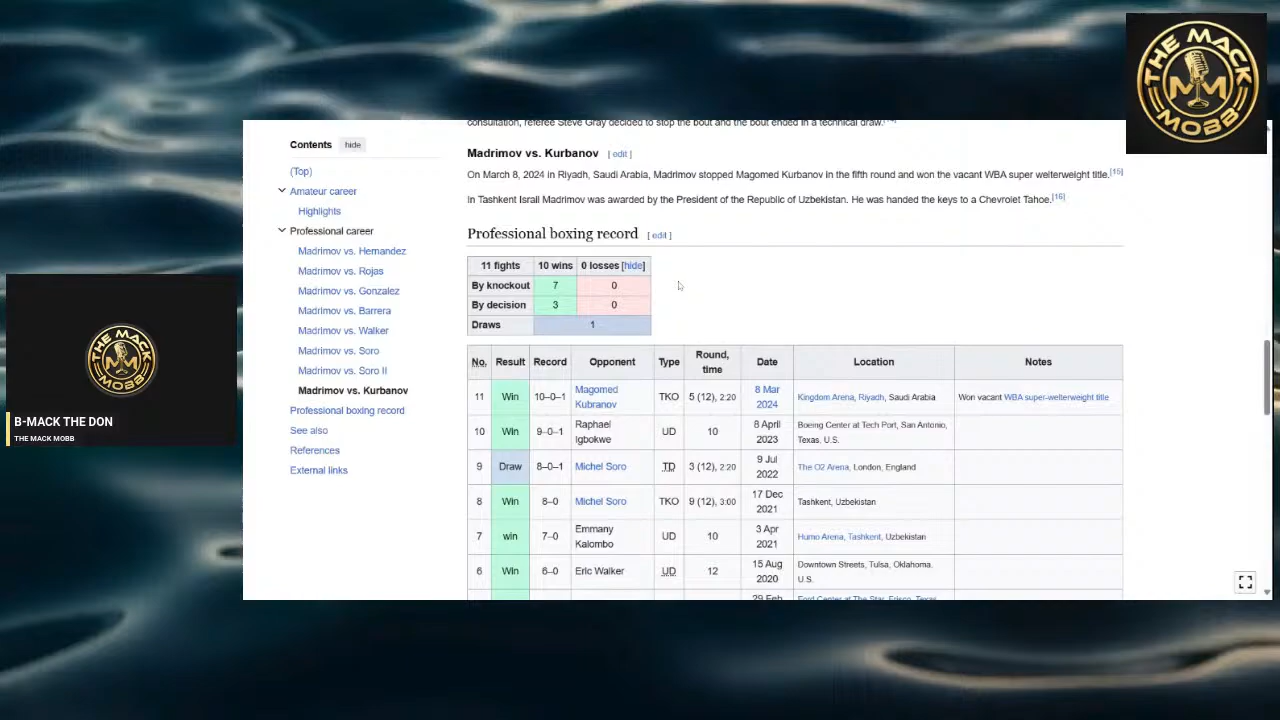 THE MACK
MM
MOBB
consultation, referee Steve Gray decided to stop the bout and the bout ended in a technical draw.
Contents hide
(Top)
Amateur career
Highlights
Professional career
Madrimov vs. Hernandez
Madrimov vs. Rojas
Madrimov vs. Gonzalez
Madrimov vs. Barrera
Madrimov vs. Walker
Madrimov vs. Soro
Madrimov vs. Soro II
Madrimov vs. Kurbanov
Professional boxing record
See also
References
External links
Madrimov vs. Kurbanov [ edit ]
On March 8, 2024 in Riyadh, Saudi Arabia, Madrimov stopped Magomed Kurbanov in the fifth round and won the vacant WBA super welterweight title.[15]
In Tashkent Israil Madrimov was awarded by the President of the Republic of Uzbekistan. He was handed the keys to a Chevrolet Tahoe.[16]
Professional boxing record [ edit ]
11 fights 10 wins 0 losses [hide]
By knockout 7 0
By decision 3 0
Draws 1
No. Result Record Opponent Type Round, time Date Location Notes
11 Win 10–0–1 Magomed Kubranov TKO 5 (12), 2:20 8 Mar 2024 Kingdom Arena, Riyadh, Saudi Arabia Won vacant WBA super-welterweight title
10 Win 9–0–1 Raphael Igbokwe UD 10 8 April 2023 Boeing Center at Tech Port, San Antonio, Texas, U.S.
9 Draw 8–0–1 Michel Soro TD 3 (12), 2:20 9 Jul 2022 The O2 Arena, London, England
8 Win 8–0 Michel Soro TKO 9 (12), 3:00 17 Dec 2021 Tashkent, Uzbekistan
7 win 7–0 Emmany Kalombo UD 10 3 Apr 2021 Humo Arena, Tashkent, Uzbekistan
6 Win 6–0 Eric Walker UD 12 15 Aug 2020 Downtown Streets, Tulsa, Oklahoma, U.S.
29 Feb Ford Center at The Star, Frisco, Texas,
THE MACK
MM
MOBB
B-MACK THE DON
THE MACK MOBB